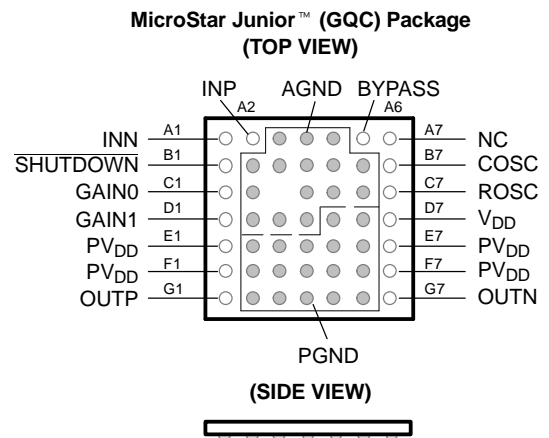 MicroStar Junior™ (GQC) Package
(TOP VIEW)
INP AGND BYPASS
A2 A6
INN A1 A7 NC
SHUTDOWN B1 B7 COSC
GAIN0 C1 C7 ROSC
GAIN1 D1 D7 VDD
PVDD E1 E7 PVDD
PVDD F1 F7 PVDD
OUTP G1 G7 OUTN
PGND
(SIDE VIEW)